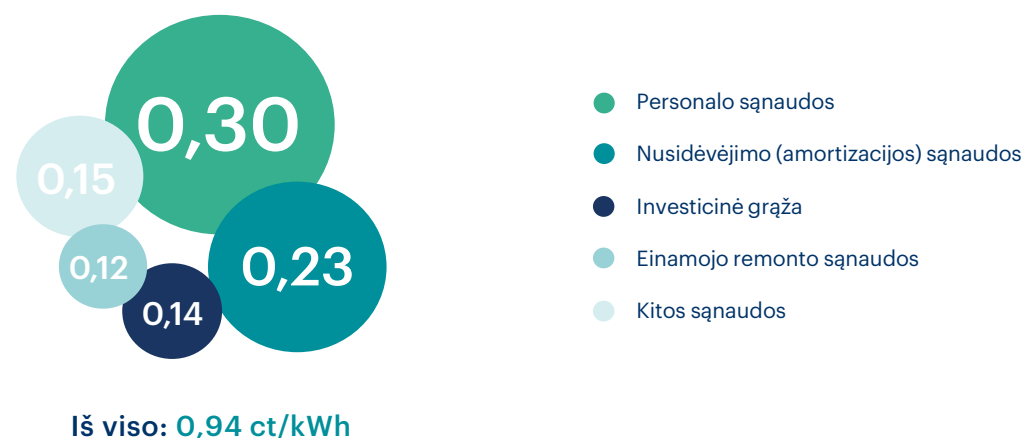 0,30
0,15
0,23
0,12
0,14
Iš viso: 0,94 ct/kWh
Personalo sąnaudos
Nusidėvėjimo (amortizacijos) sąnaudos
Investicinė grąža
Einamojo remonto sąnaudos
Kitos sąnaudos